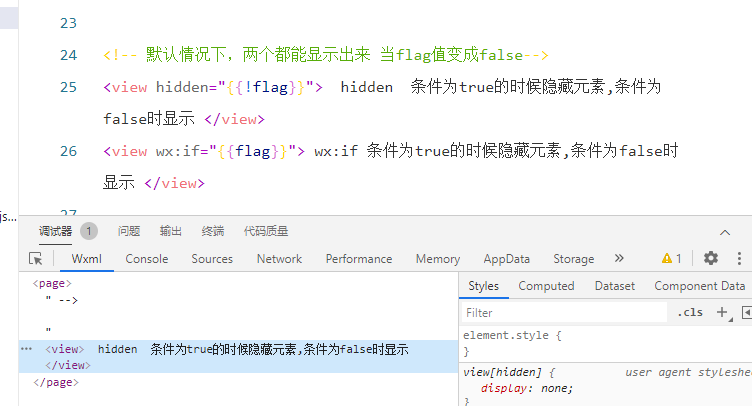 23
24 <!-- 默认情况下，两个都能显示出来 当flag值变成false-->
25 <view hidden="{{!flag}}"> hidden 条件为true的时候隐藏元素,条件为
false时显示 </view>
26 <view wx:if="{{flag}}"> wx:if 条件为true的时候隐藏元素,条件为false时
显示 </view>
27
js...
调试器 1 问题 输出 终端 代码质量
Wxml Console Sources Network Performance Memory AppData Storage » 1
<page>
" -->
"
··· <view> hidden 条件为true的时候隐藏元素,条件为false时显示
</view>
</page>
Styles Computed Dataset Component Data
Filter .cls +
element.style {
}
view[hidden] { user agent styleshe
display: none;
}